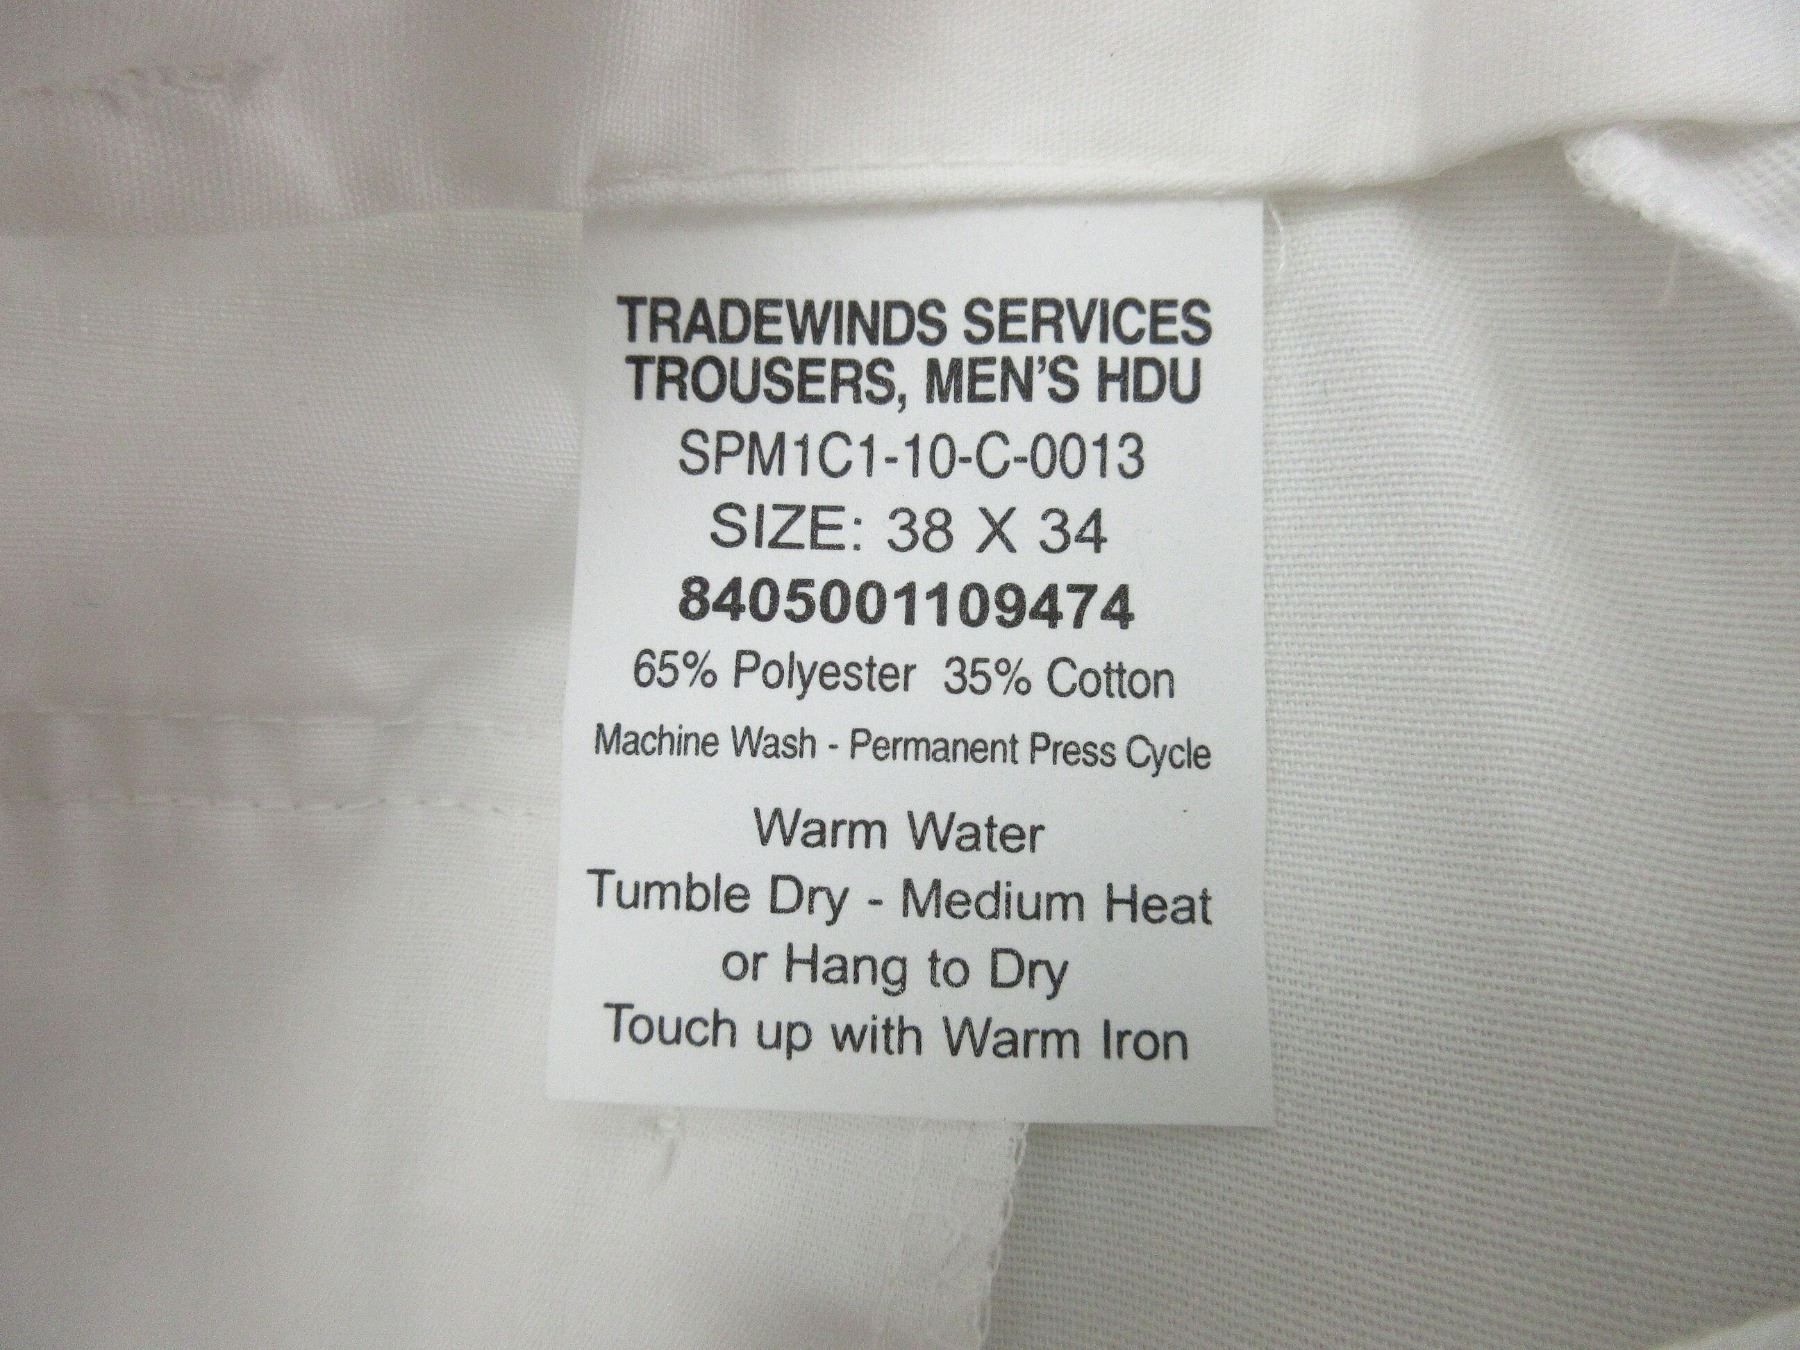 TRADEWINDS SERVICES
TROUSERS, MEN'S HDU
SPM1C1-10-C-0013
SIZE: 38 X 34
8405001109474
65% Polyester 35% Cotton
Machine Wash - Permanent Press Cycle
Warm Water
Tumble Dry - Medium Heat
or Hang to Dry
Touch up with Warm Iron